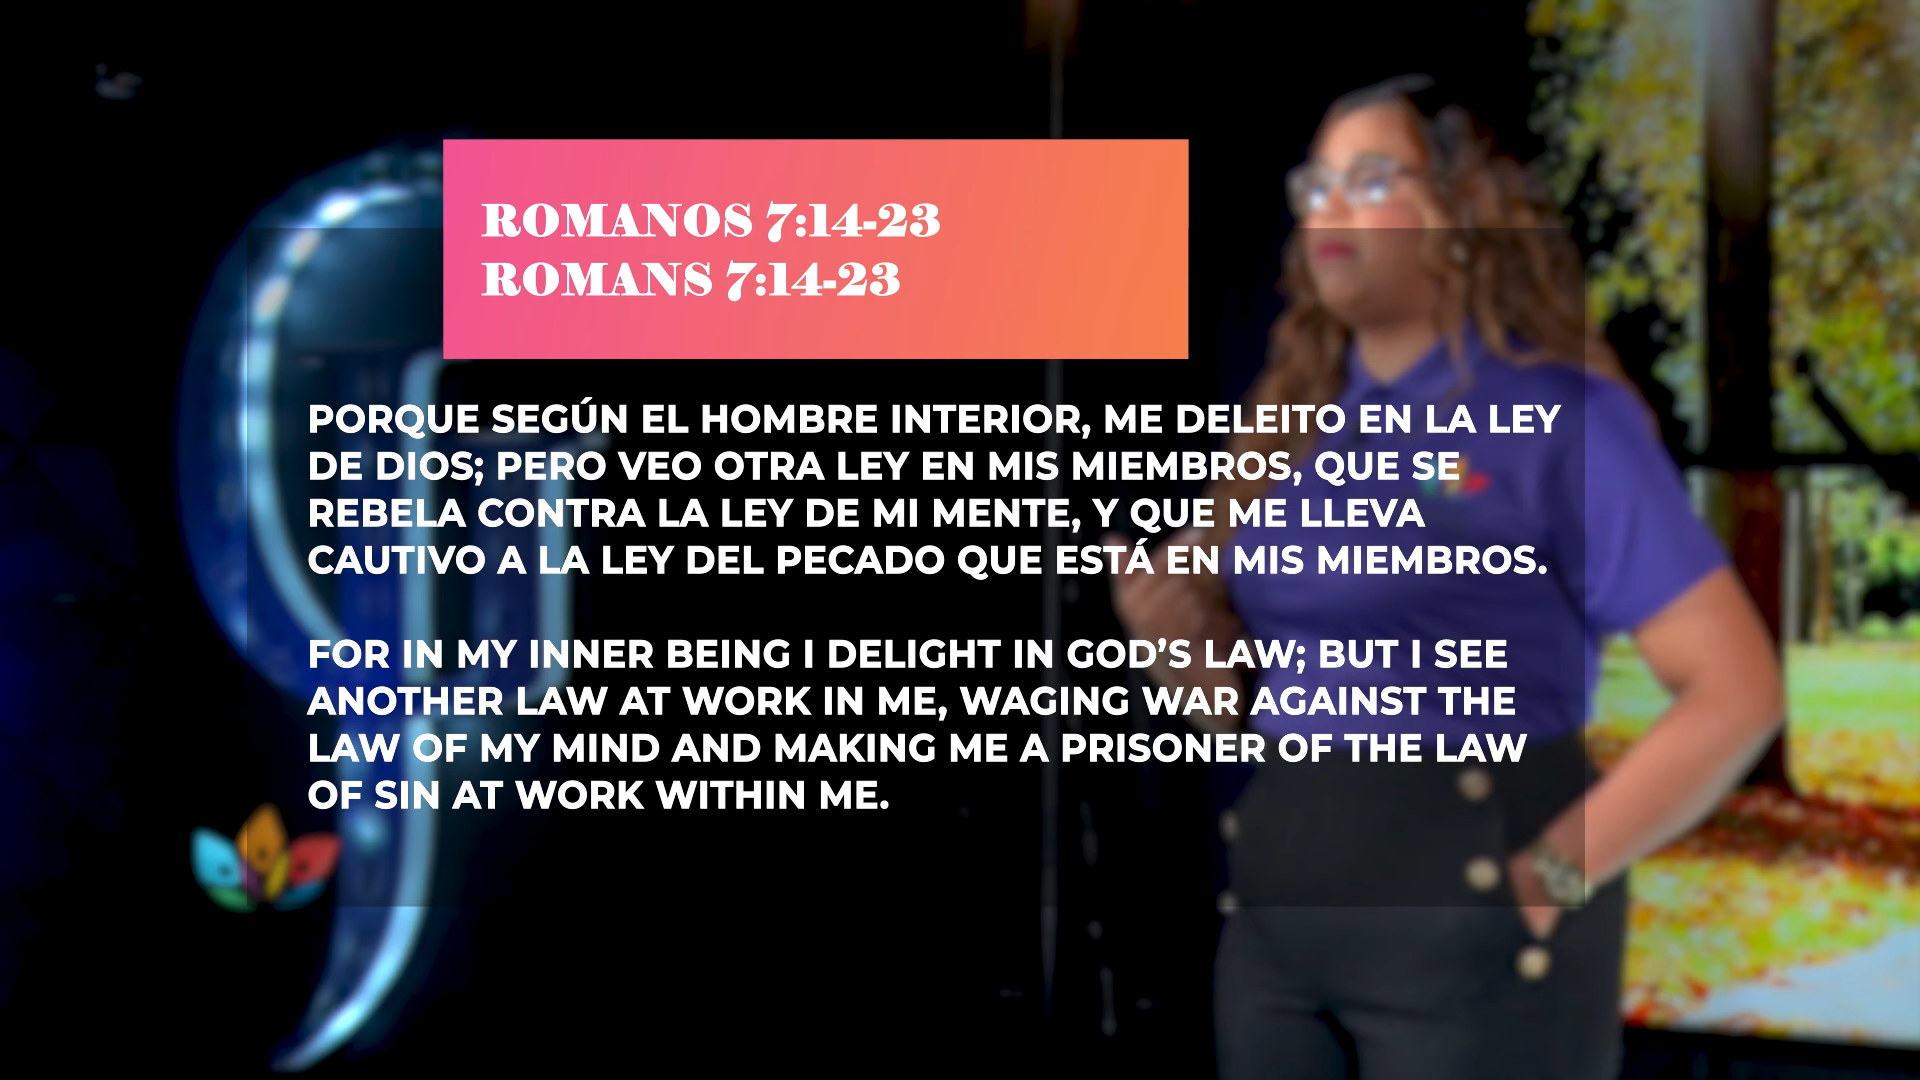 ROMANOS 7:14-23
ROMANS 7:14-23
PORQUE SEGÚN EL HOMBRE INTERIOR, ME DELEITO EN LA LEY
DE DIOS; PERO VEO OTRA LEY EN MIS MIEMBROS, QUE SE
REBELA CONTRA LA LEY DE MI MENTE, Y QUE ME LLEVA
CAUTIVO A LA LEY DEL PECADO QUE ESTÁ EN MIS MIEMBROS.
FOR IN MY INNER BEING I DELIGHT IN GOD’S LAW; BUT I SEE
ANOTHER LAW AT WORK IN ME, WAGING WAR AGAINST THE
LAW OF MY MIND AND MAKING ME A PRISONER OF THE LAW
OF SIN AT WORK WITHIN ME.